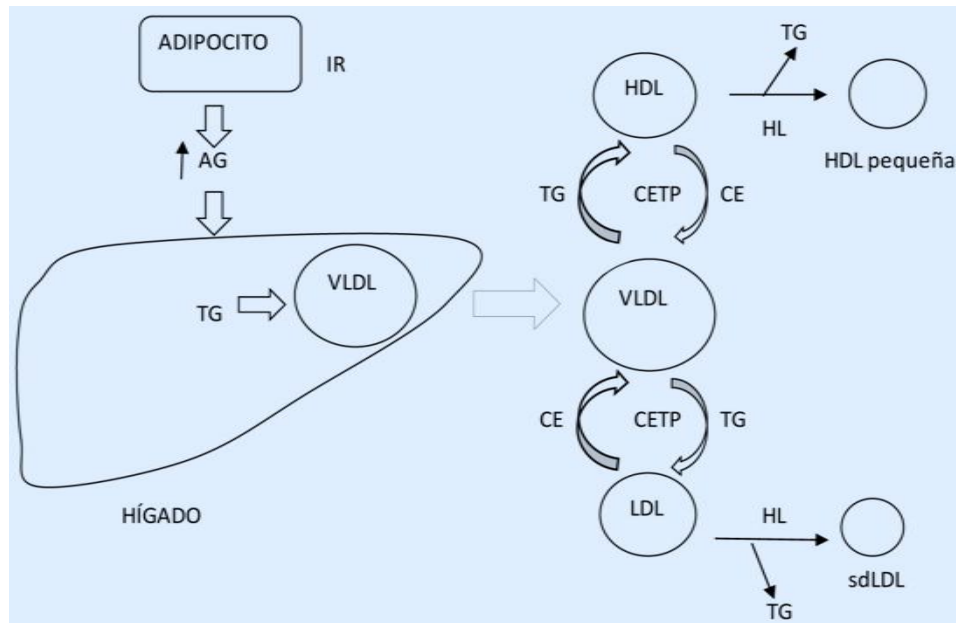 ADIPOCITO
IR
AG
TG
VLDL
HÍGADO
HDL
TG
HL
HDL pequeña
TG
CETP
CE
VLDL
CE
CETP
TG
LDL
HL
sdLDL
TG